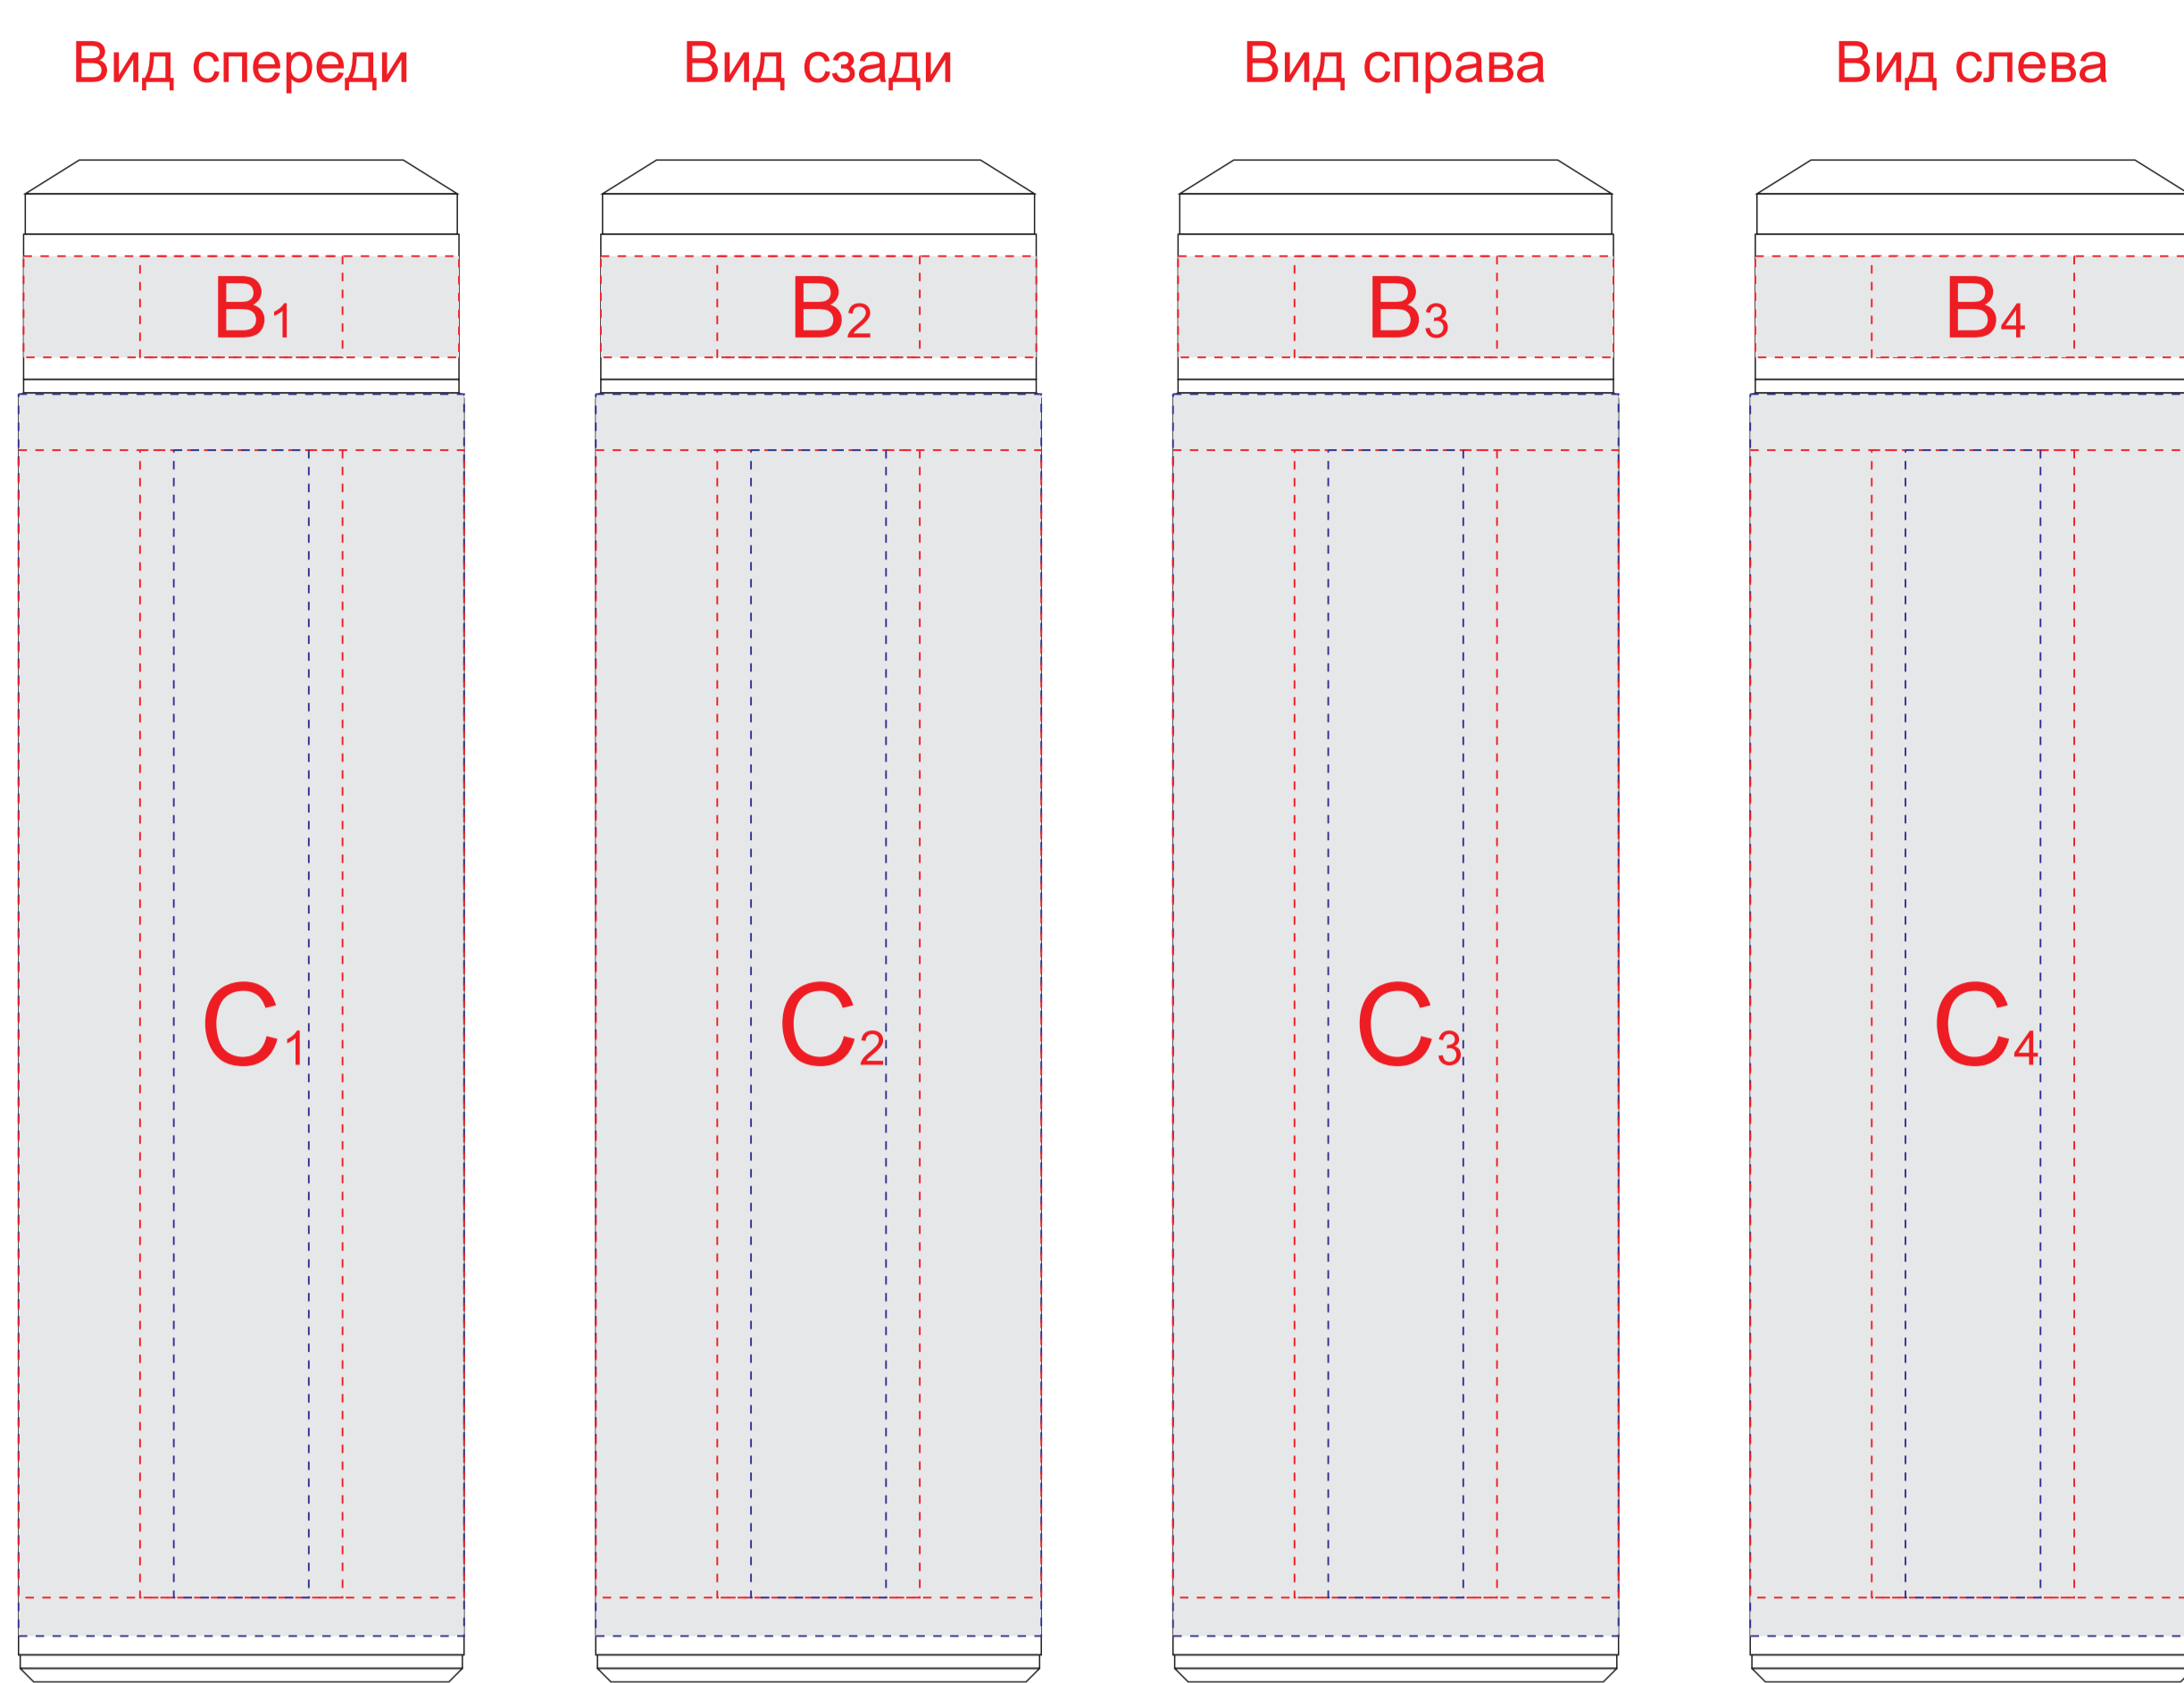 Вид спереди Вид сзади Вид справа Вид слева
B1 B2 B3 B4
C1 C2 C3 C4